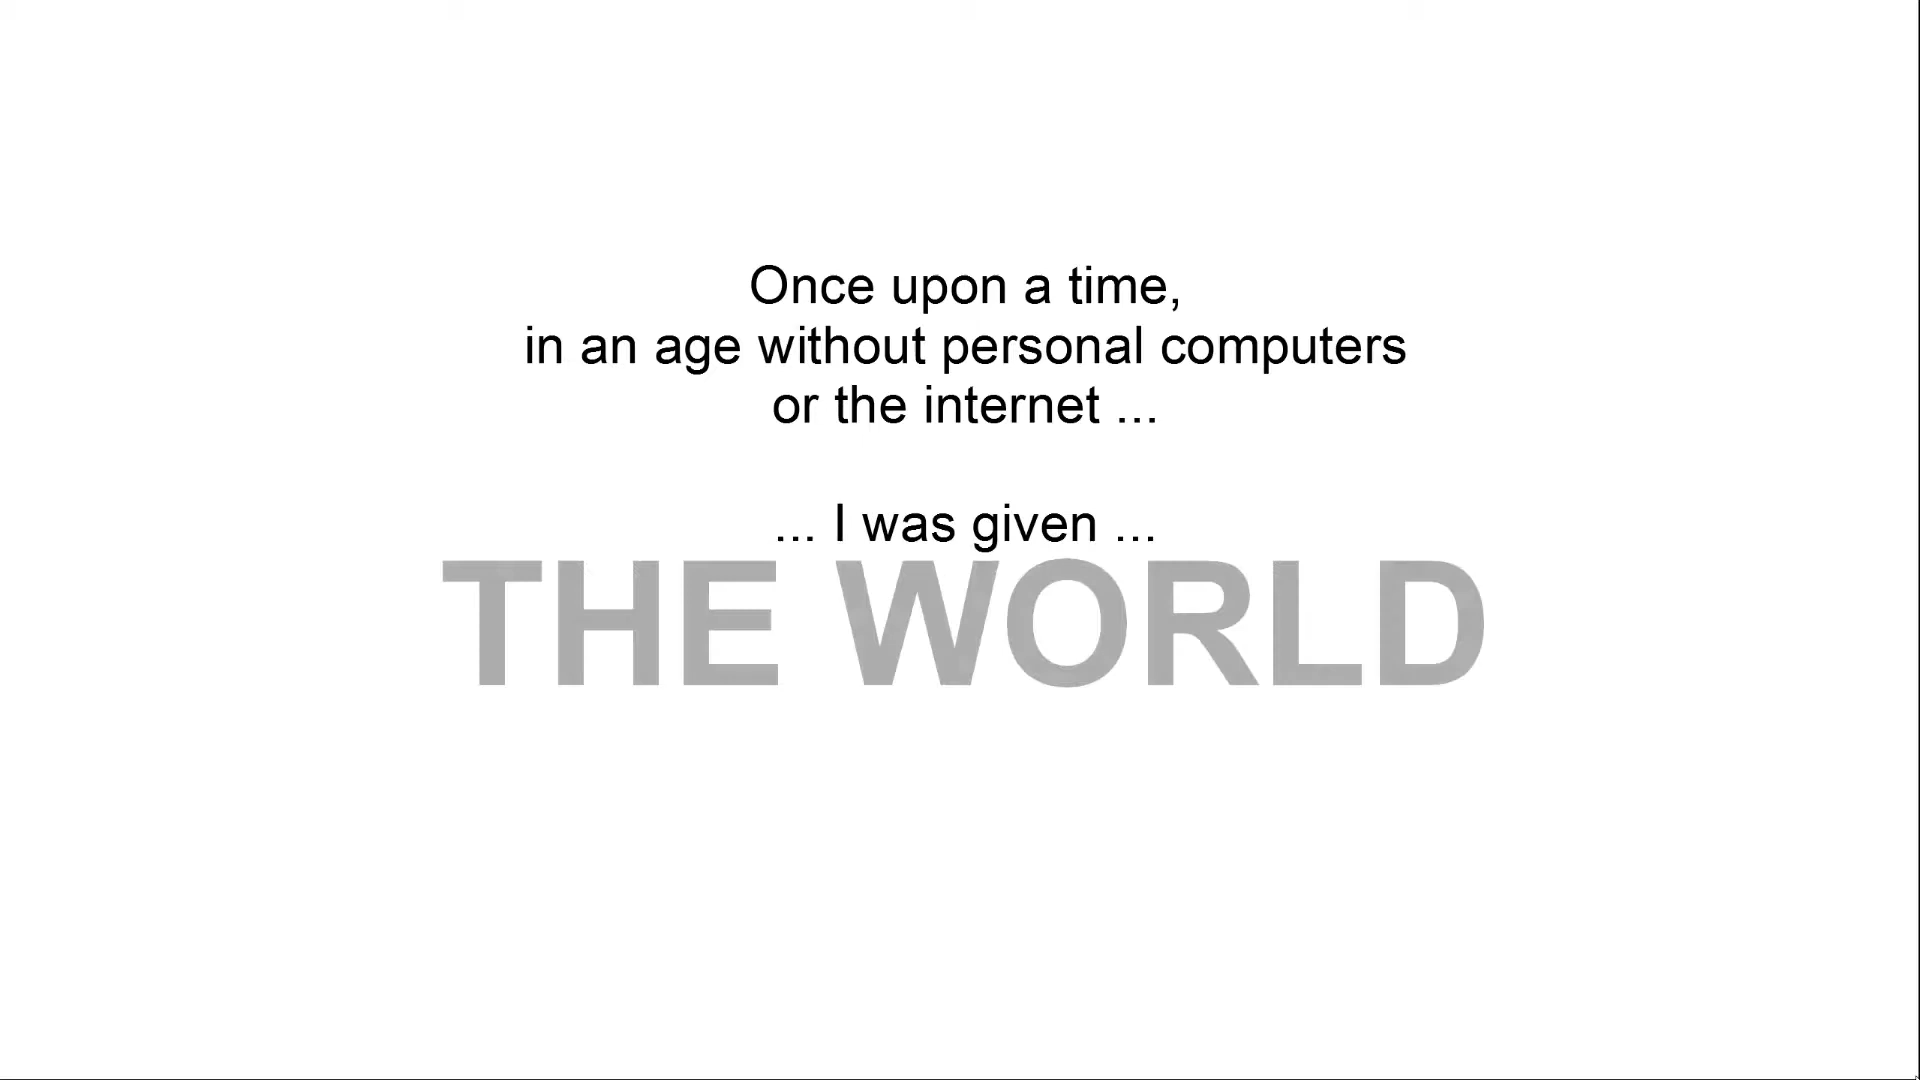 Once upon a time,
in an age without personal computers
or the internet ...
... I was given ...
THE WORLD